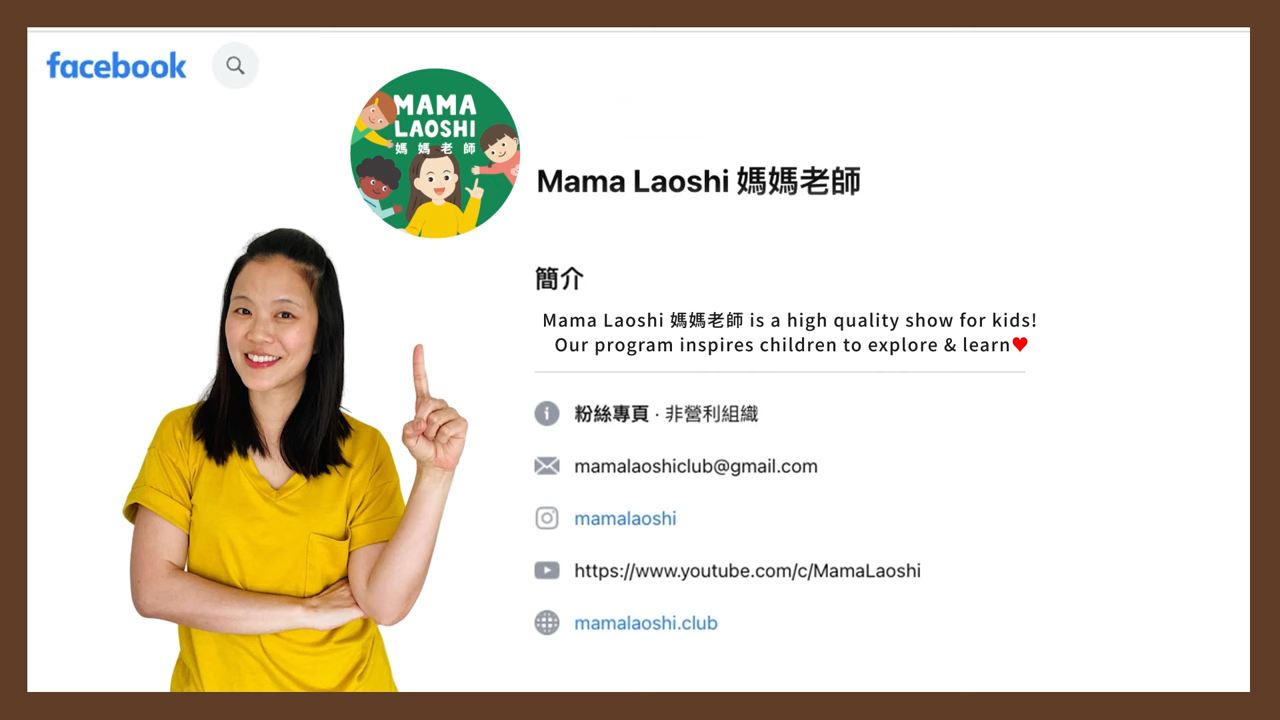 facebook
MAMA
LAOSHI
媽媽老師
Mama Laoshi 媽媽老師
簡介
Mama Laoshi 媽媽老師 is a high quality show for kids!
Our program inspires children to explore & learn♥
粉絲專頁 · 非營利組織
mamalaoshiclub@gmail.com
mamalaoshi
https://www.youtube.com/c/MamaLaoshi
mamalaoshi.club